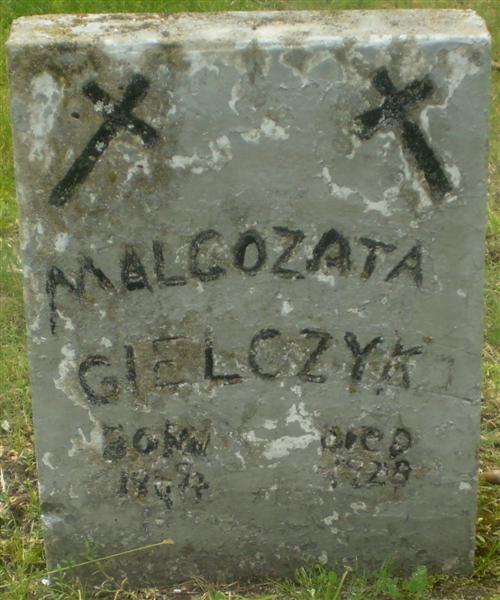 MALGOZATA
GIELCZYK
BORN DIED
1928